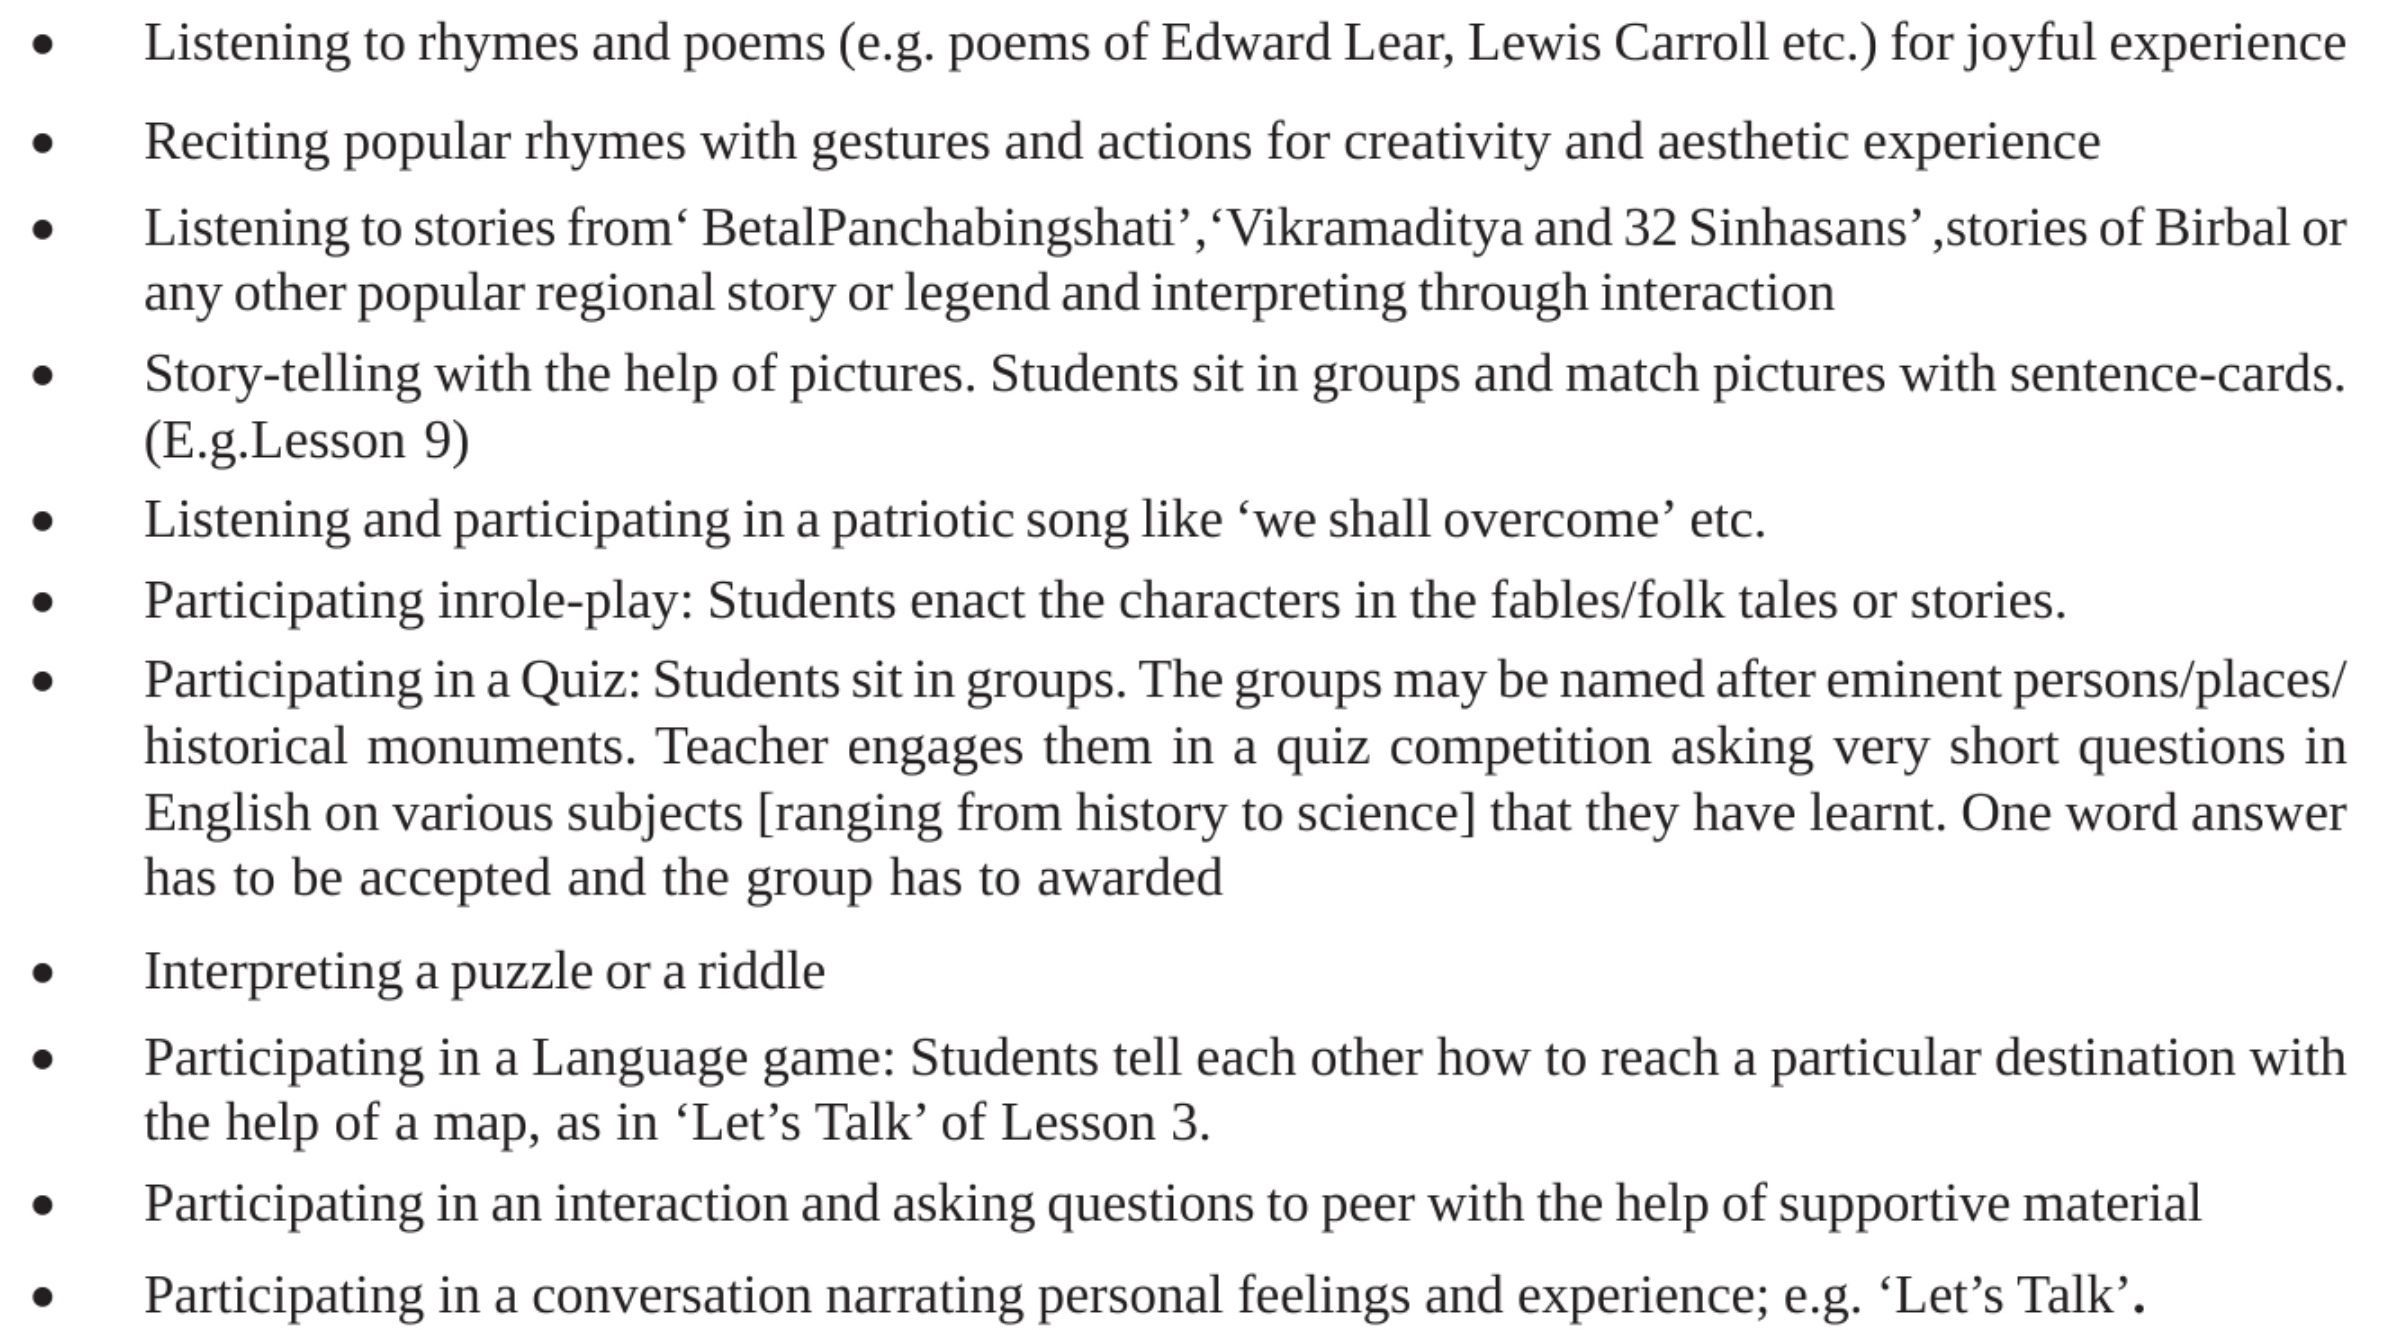 • Listening to rhymes and poems (e.g. poems of Edward Lear, Lewis Carroll etc.) for joyful experience
• Reciting popular rhymes with gestures and actions for creativity and aesthetic experience
• Listening to stories from‘ BetalPanchabingshati’,‘Vikramaditya and 32 Sinhasans’ ,stories of Birbal or
any other popular regional story or legend and interpreting through interaction
• Story-telling with the help of pictures. Students sit in groups and match pictures with sentence-cards.
(E.g.Lesson 9)
• Listening and participating in a patriotic song like ‘we shall overcome’ etc.
• Participating inrole-play: Students enact the characters in the fables/folk tales or stories.
• Participating in a Quiz: Students sit in groups. The groups may be named after eminent persons/places/
historical monuments. Teacher engages them in a quiz competition asking very short questions in
English on various subjects [ranging from history to science] that they have learnt. One word answer
has to be accepted and the group has to awarded
• Interpreting a puzzle or a riddle
• Participating in a Language game: Students tell each other how to reach a particular destination with
the help of a map, as in ‘Let’s Talk’ of Lesson 3.
• Participating in an interaction and asking questions to peer with the help of supportive material
• Participating in a conversation narrating personal feelings and experience; e.g. ‘Let’s Talk’.